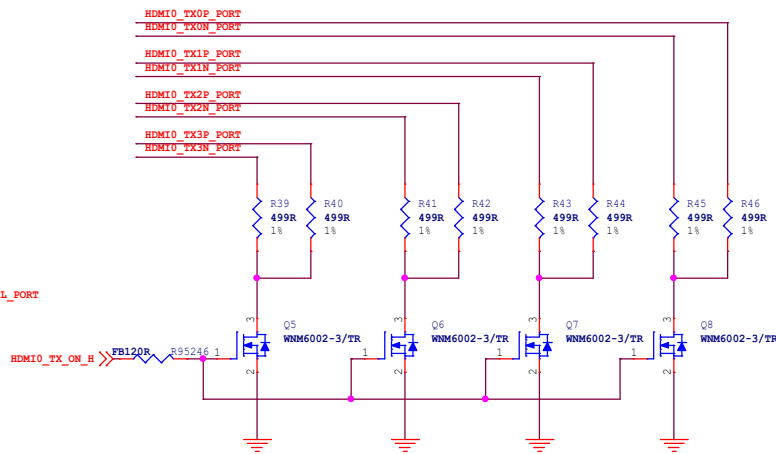 HDMI0_TX0P_PORT
HDMI0_TX0N_PORT
HDMI0_TX1P_PORT
HDMI0_TX1N_PORT
HDMI0_TX2P_PORT
HDMI0_TX2N_PORT
HDMI0_TX3P_PORT
HDMI0_TX3N_PORT
R39 R40 R41 R42 R43 R44 R45 R46
499R 499R 499R 499R 499R 499R 499R 499R
1% 1% 1% 1% 1% 1% 1% 1%
L_PORT
3 3 3 3
Q5 Q6 Q7 Q8
WNM6002-3/TR WNM6002-3/TR WNM6002-3/TR WNM6002-3/TR
HDMI0_TX_ON_H FB120R R95246 1 1 1 1
2 2 2 2